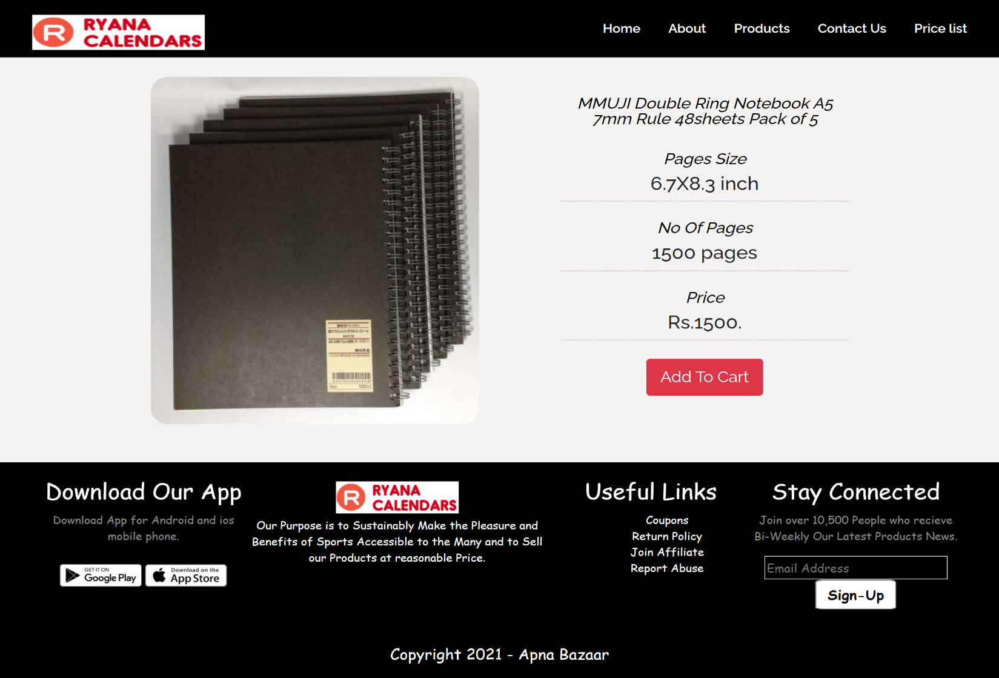 RYANA
CALENDARS
Home About Products Contact Us Price list
MMUJI Double Ring Notebook A5
7mm Rule 48sheets Pack of 5
Pages Size
6.7X8.3 inch
No Of Pages
1500 pages
Price
Rs.1500.
Add To Cart
NOTE
100円
Download Our App
Download App for Android and ios
mobile phone.
GET IT ON
Google Play
Download on the
App Store
RYANA
CALENDARS
Our Purpose is to Sustainably Make the Pleasure and
Benefits of Sports Accessible to the Many and to Sell
our Products at reasonable Price.
Useful Links
Coupons
Return Policy
Join Affiliate
Report Abuse
Stay Connected
Join over 10,500 People who recieve
Bi-Weekly Our Latest Products News.
Email Address
Sign-Up
Copyright 2021 - Apna Bazaar